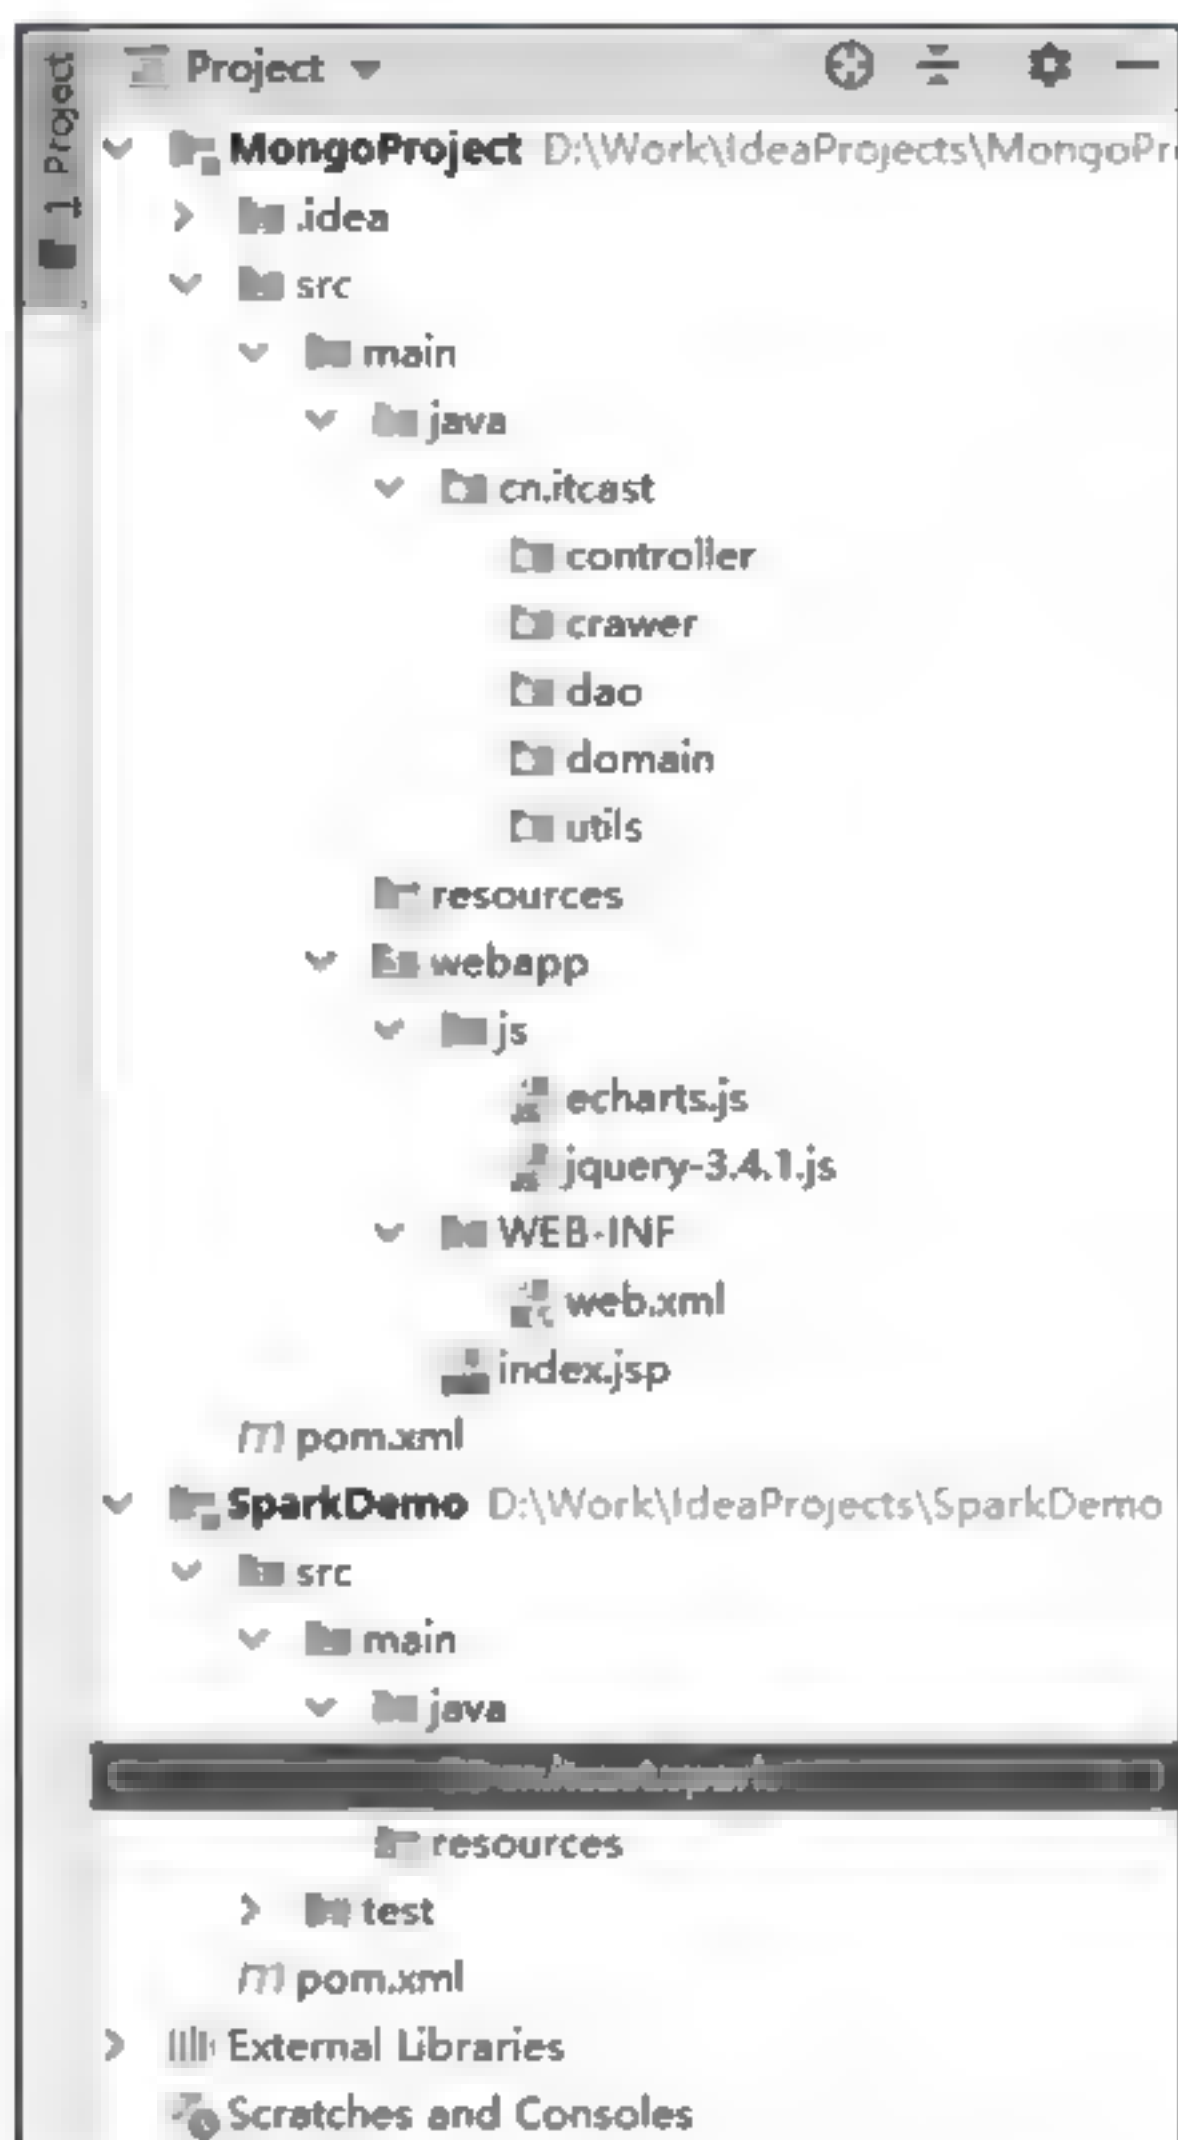 Project
1 Project
MongoProject D:\Work\IdeaProjects\MongoPr
.idea
src
main
java
cn.itcast
controller
crawer
dao
domain
utils
resources
webapp
js
echarts.js
jquery-3.4.1.js
WEB-INF
web.xml
index.jsp
pom.xml
SparkDemo D:\Work\IdeaProjects\SparkDemo
src
main
java
resources
test
pom.xml
External Libraries
Scratches and Consoles